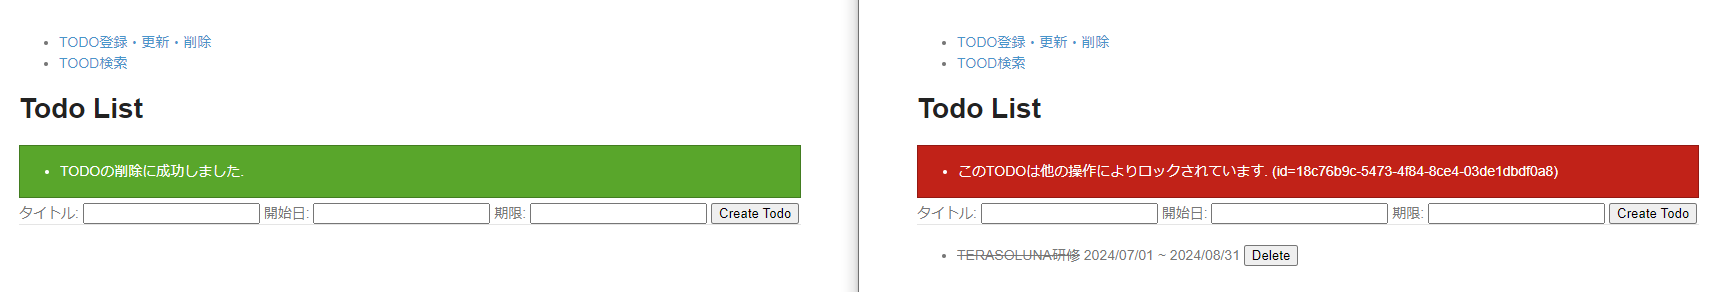 TODO登録・更新・削除
TOOD検索
Todo List
TODOの削除に成功しました.
タイトル: 開始日: 期限: Create Todo
TODO登録・更新・削除
TOOD検索
Todo List
このTODOは他の操作によりロックされています. (id=18c76b9c-5473-4f84-8ce4-03de1dbdf0a8)
タイトル: 開始日: 期限: Create Todo
TERASOLUNA研修 2024/07/01 ~ 2024/08/31 Delete